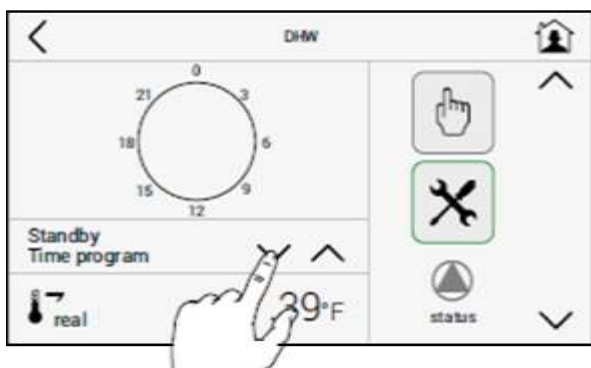 DHW
0
21 3
18 6
15 9
12
Standby
Time program
real 39°F
status